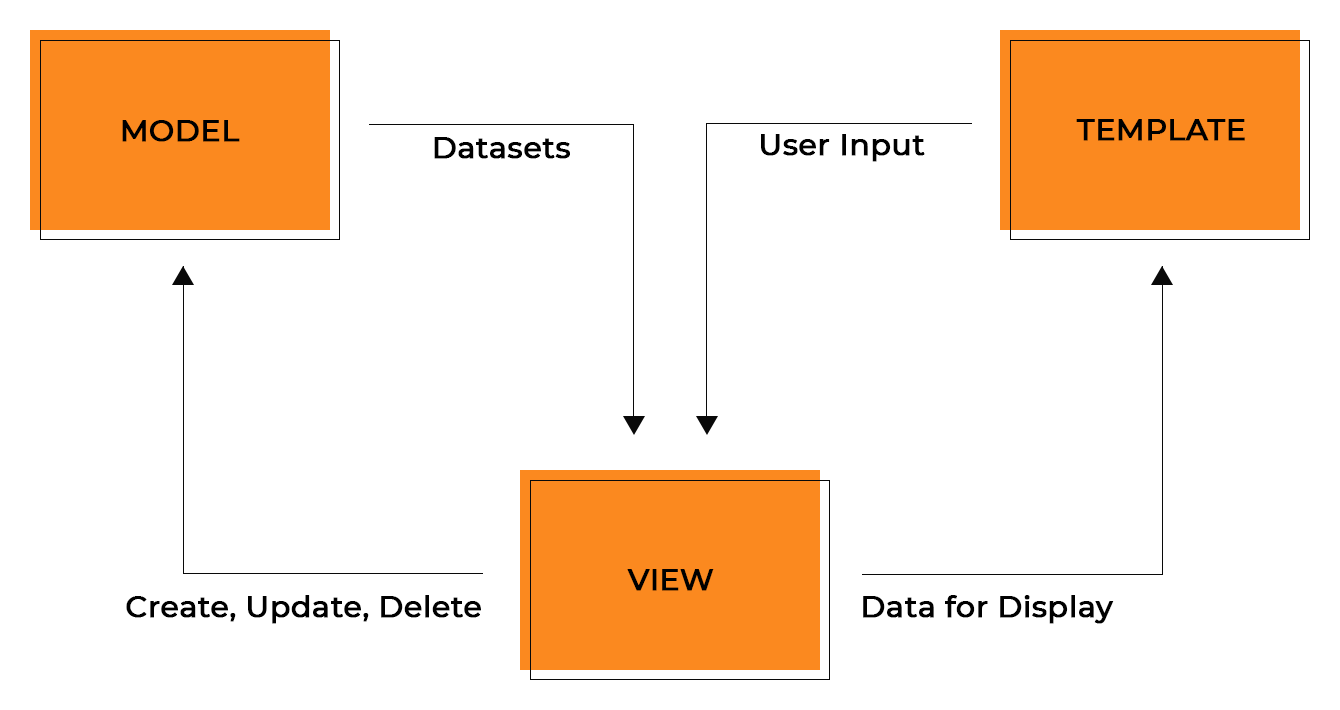 MODEL
Datasets
User Input
TEMPLATE
VIEW
Create, Update, Delete
Data for Display